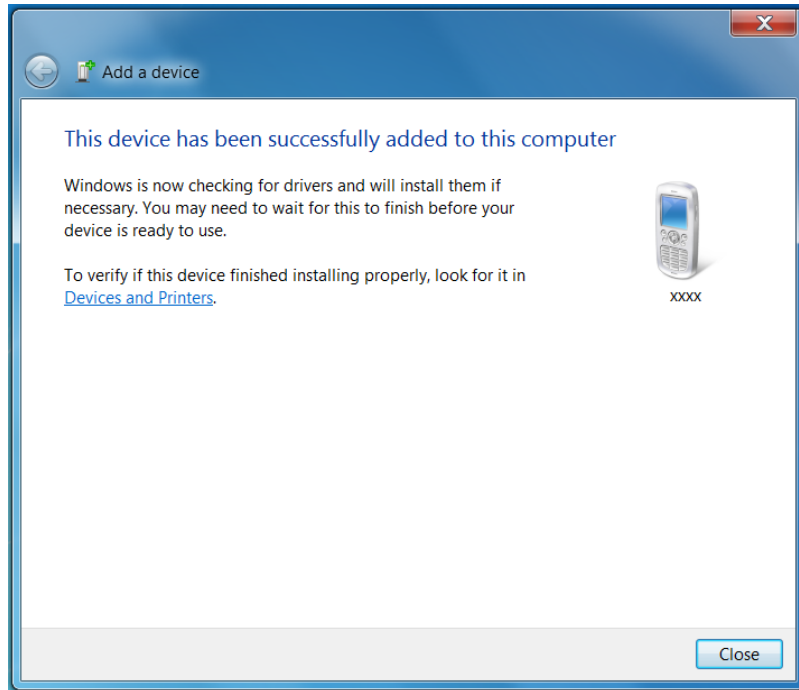 Add a device
This device has been successfully added to this computer
Windows is now checking for drivers and will install them if
necessary. You may need to wait for this to finish before your
device is ready to use.
To verify if this device finished installing properly, look for it in
Devices and Printers.
xxxx
Close